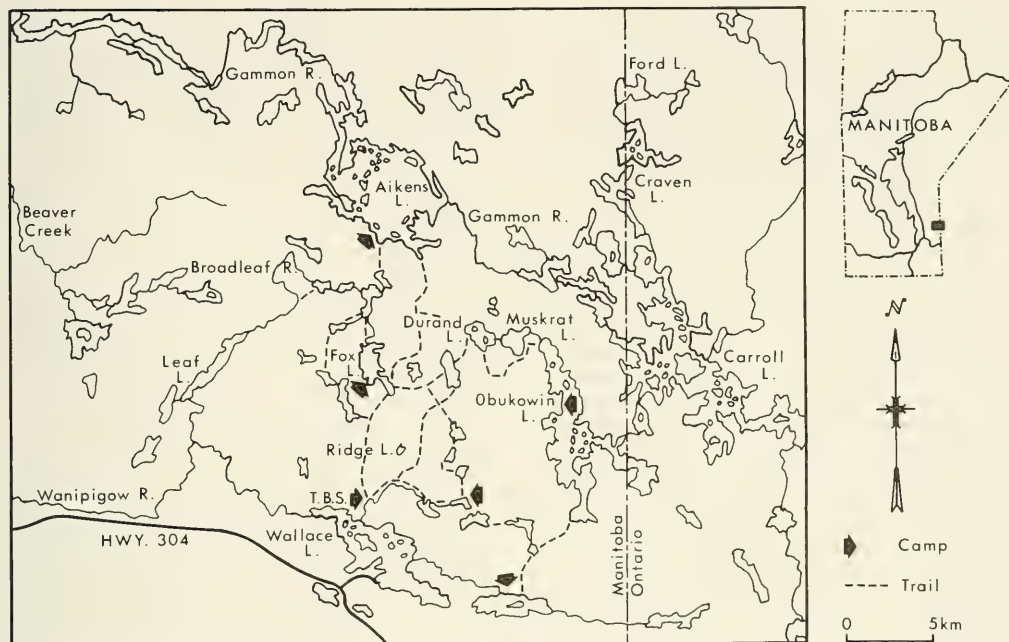 Gammon R.
Ford L.
Aikens
L.
Craven
L.
Beaver
Creek
Gammon R.
Broadleaf R.
Durand
L.
Muskrat
L.
Leaf
L.
Fox
L.
Carroll
L.
Obukowin
L.
Ridge L.
Wanipigow R.
T.B.S.
HWY. 304
Wallace
L.
Manitoba
Ontario
MANITOBA
N
Camp
Trail
0 5km